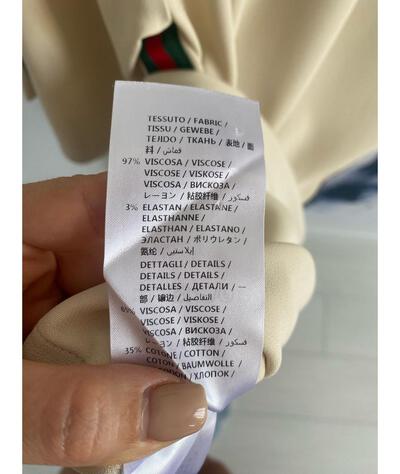 TESSUTO / FABRIC /
TISSU / GEWEBE /
TEJIDO / ТКАНЬ / 表地 / 面
料 / قماش /
97% VISCOSA / VISCOSE /
VISCOSE / VISKOSE /
VISCOSA / ВИСКОЗА /
レーヨン / 粘胶纤维 / فسكوز /
3% ELASTAN / ELASTANE /
ELASTHANNE /
ELASTHAN / ELASTANO /
ЭЛАСТАН / ポリウレタン /
氨纶 / إيلاستين /
DETTAGLI / DETAILS /
DETAILS / DETAILS /
DETALLES / ДЕТАЛИ / 一
部 / 镶边 / التفاصيل /
65% VISCOSA / VISCOSE /
VISCOSE / VISKOSE /
VISCOSA / ВИСКОЗА /
レーヨン / 粘胶纤维 / فسكوز /
35% COTONE / COTTON /
COTON / BAUMWOLLE /
ХЛОПОК /